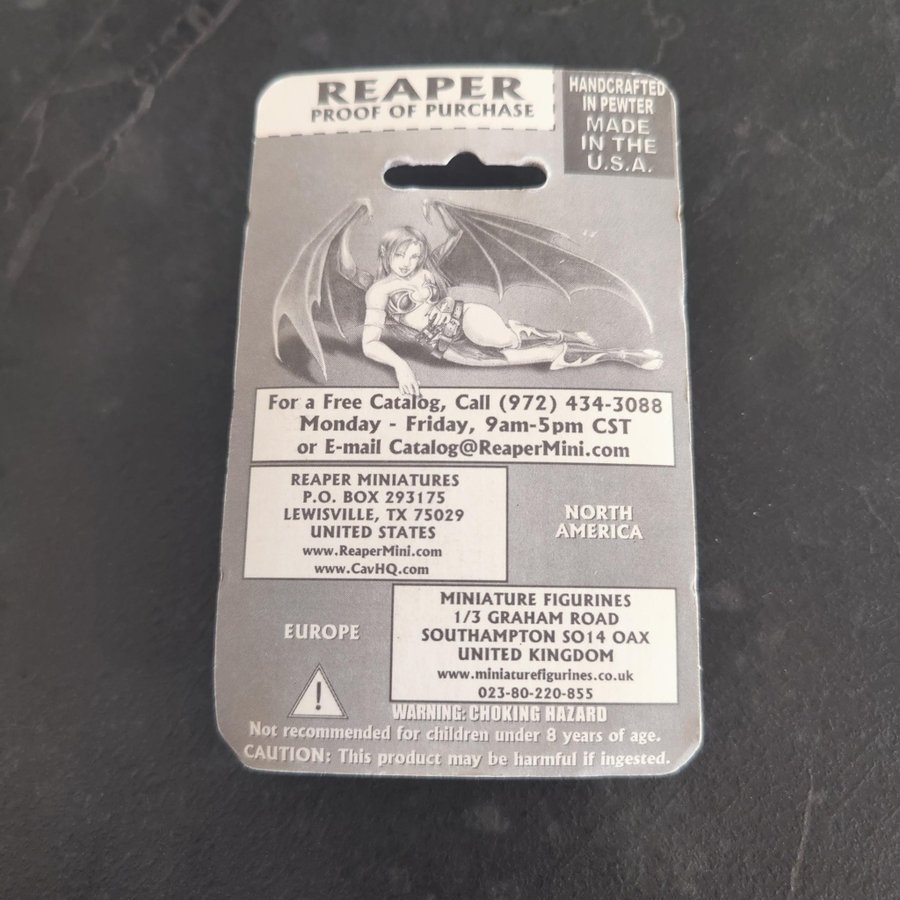 REAPER
PROOF OF PURCHASE
HANDCRAFTED
IN PEWTER
MADE
IN THE
U.S.A.
For a Free Catalog, Call (972) 434-3088
Monday - Friday, 9am-5pm CST
or E-mail Catalog@ReaperMini.com
REAPER MINIATURES
P.O. BOX 293175
LEWISVILLE, TX 75029
UNITED STATES
www.ReaperMini.com
www.CavHQ.com
NORTH
AMERICA
EUROPE
MINIATURE FIGURINES
1/3 GRAHAM ROAD
SOUTHAMPTON SO14 OAX
UNITED KINGDOM
www.miniaturefigurines.co.uk
023-80-220-855
!
WARNING: CHOKING HAZARD
Not recommended for children under 8 years of age.
CAUTION: This product may be harmful if ingested.